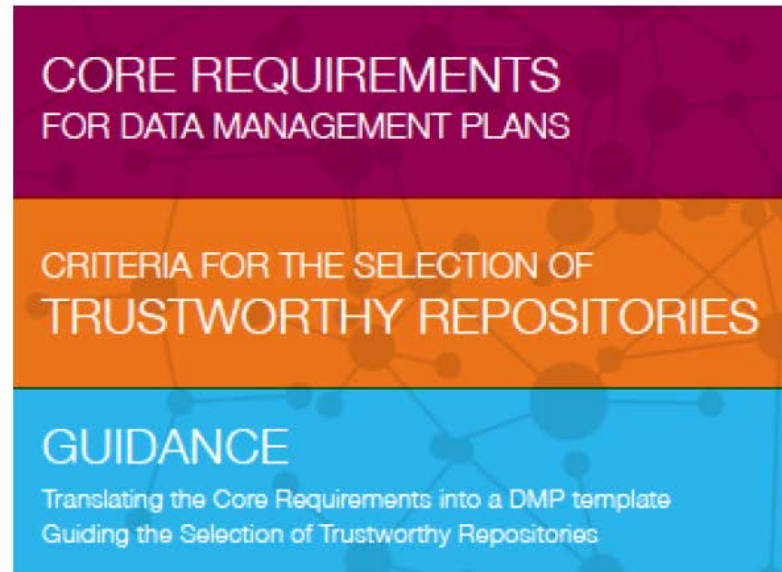 CORE REQUIREMENTS
FOR DATA MANAGEMENT PLANS
CRITERIA FOR THE SELECTION OF
TRUSTWORTHY REPOSITORIES
GUIDANCE
Translating the Core Requirements into a DMP template
Guiding the Selection of Trustworthy Repositories